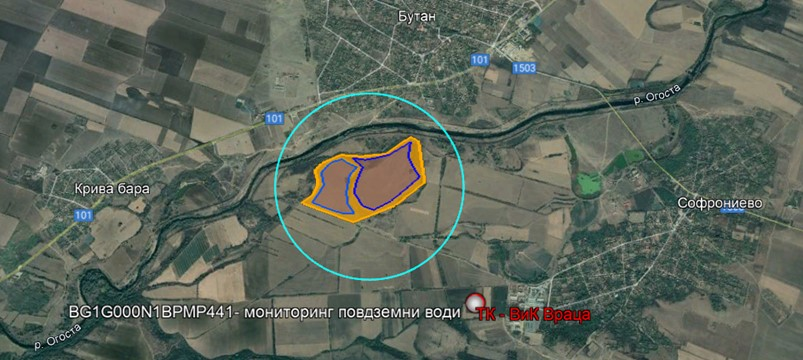 Бутан
101
1503
р. Огоста
101
Крива бара
Софрониево
101
BG1G000N1BPMP441- мониторинг повдземни води
ТК - ВиК Враца
р. Огоста